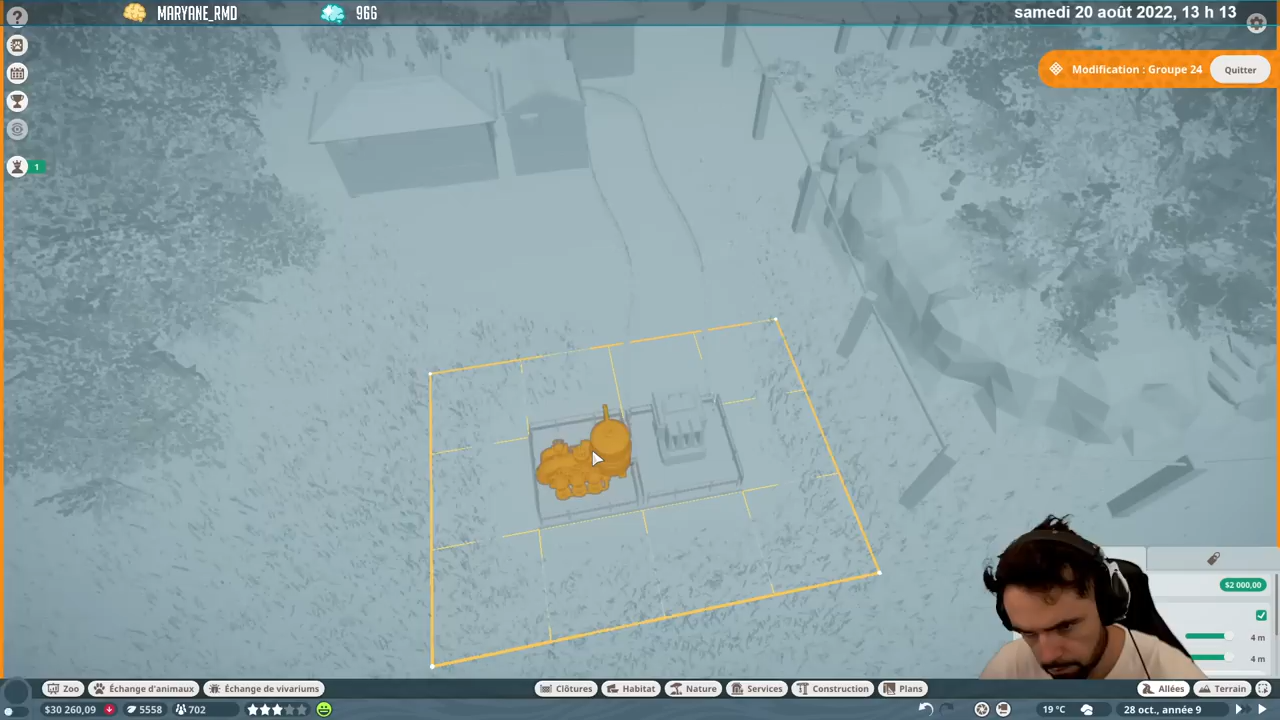 MARYANE_RMD
966
samedi 20 août 2022, 13 h 13
Modification : Groupe 24
Quitter
1
$2 000,00
4 m
4 m
Zoo
Échange d'animaux
Échange de vivariums
Clôtures
Habitat
Nature
Services
Construction
Plans
Allées
Terrain
$30 260,09
5558
702
19 °C
28 oct., année 9